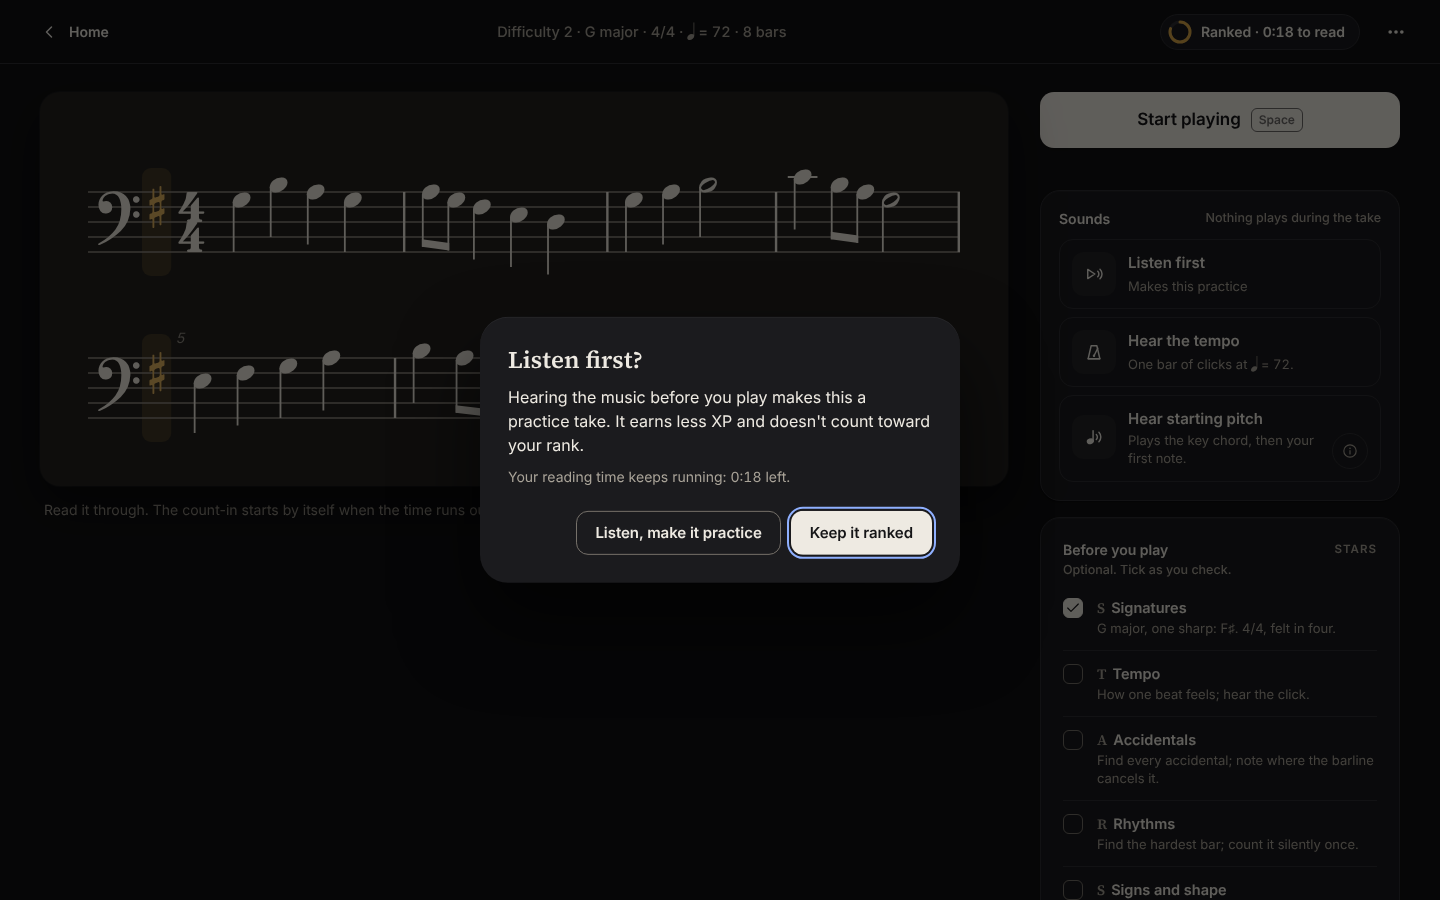 Home
Difficulty 2 · G major · 4/4 · ♩ = 72 · 8 bars
Ranked · 0:18 to read
Start playing Space
Sounds
Nothing plays during the take
Listen first
Makes this practice
Hear the tempo
One bar of clicks at ♩ = 72.
Hear starting pitch
Plays the key chord, then your
first note.
5
Listen first?
Hearing the music before you play makes this a
practice take. It earns less XP and doesn't count toward
your rank.
Your reading time keeps running: 0:18 left.
Listen, make it practice
Keep it ranked
Read it through. The count-in starts by itself when the time runs
Before you play
STARS
Optional. Tick as you check.
S Signatures
G major, one sharp: F♯. 4/4, felt in four.
T Tempo
How one beat feels; hear the click.
A Accidentals
Find every accidental; note where the barline
cancels it.
R Rhythms
Find the hardest bar; count it silently once.
S Signs and shape